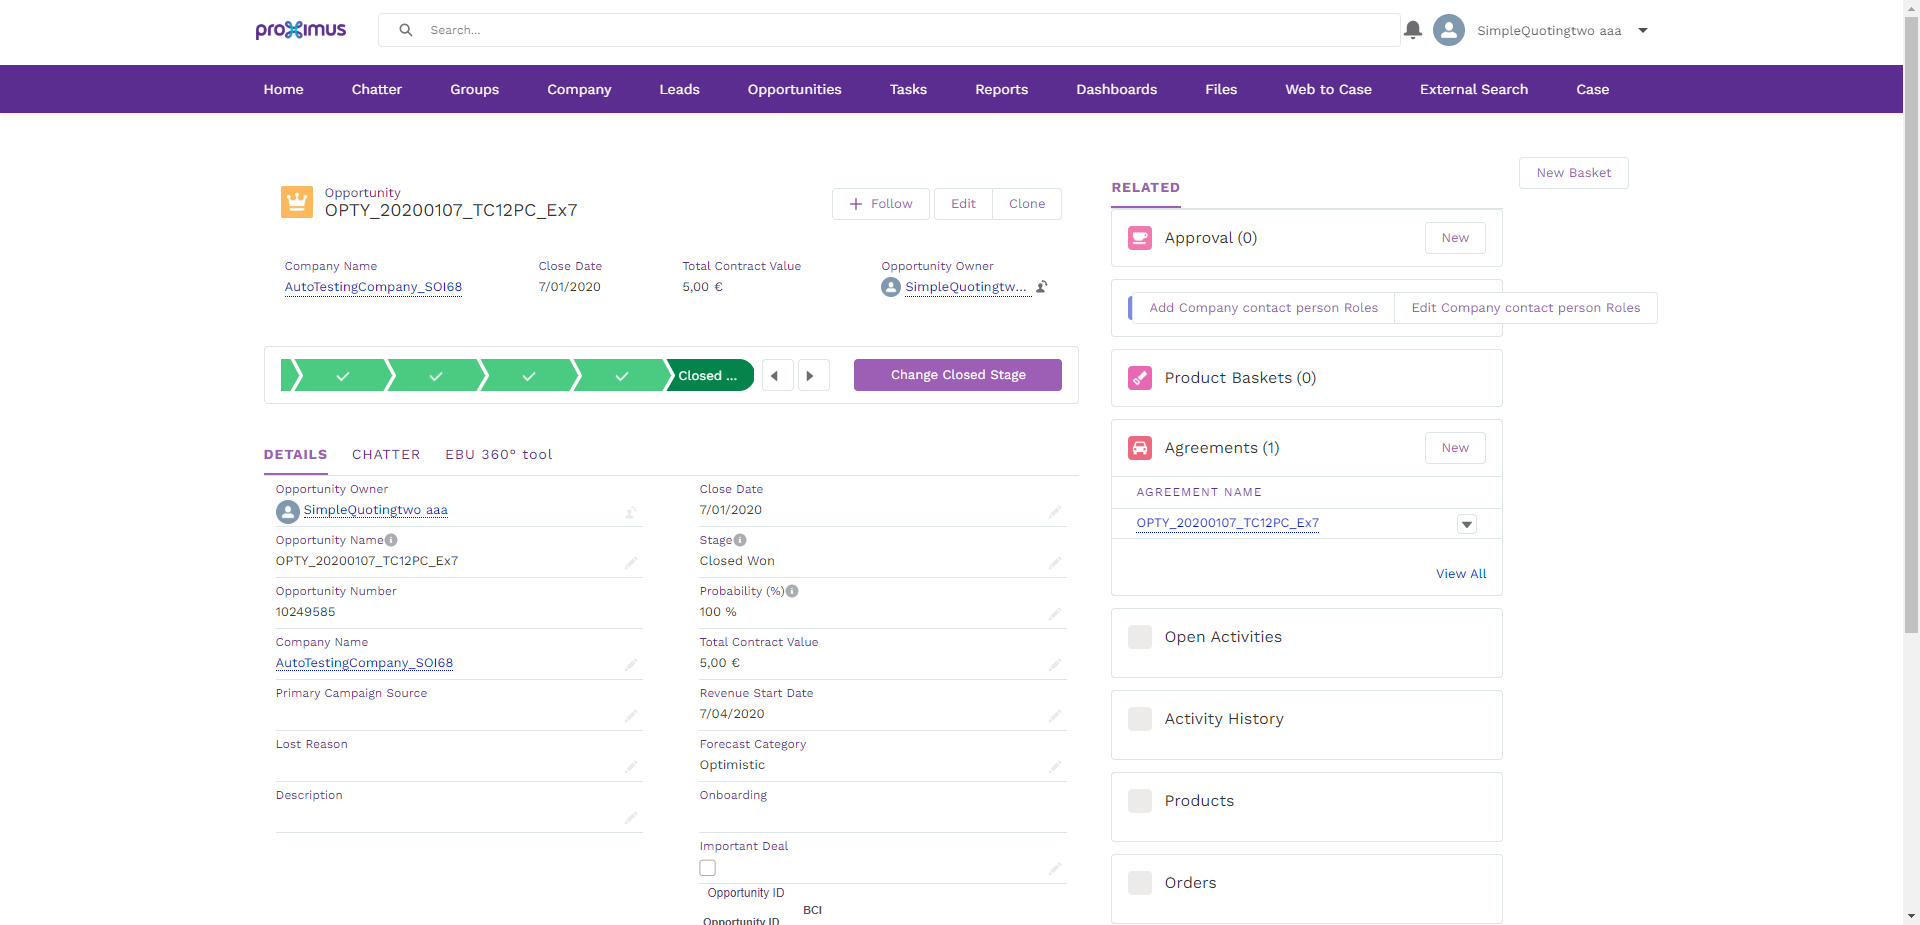 proximus
Search...
SimpleQuotingtwo aaa
Home
Chatter
Groups
Company
Leads
Opportunities
Tasks
Reports
Dashboards
Files
Web to Case
External Search
Case
Opportunity
OPTY_20200107_TC12PC_Ex7
Follow
Edit
Clone
Company Name
AutoTestingCompany_SOI68
Close Date
7/01/2020
Total Contract Value
5,00 €
Opportunity Owner
SimpleQuotingtw...
Closed ...
Change Closed Stage
DETAILS
CHATTER
EBU 360° tool
Opportunity Owner
SimpleQuotingtwo aaa
Opportunity Name
OPTY_20200107_TC12PC_Ex7
Opportunity Number
10249585
Company Name
AutoTestingCompany_SOI68
Primary Campaign Source
Lost Reason
Description
Close Date
7/01/2020
Stage
Closed Won
Probability (%)
100 %
Total Contract Value
5,00 €
Revenue Start Date
7/04/2020
Forecast Category
Optimistic
Onboarding
Important Deal
Opportunity ID
BCI
Opportunity ID
RELATED
New Basket
Approval (0)
New
Add Company contact person Roles
Edit Company contact person Roles
Product Baskets (0)
Agreements (1)
New
AGREEMENT NAME
OPTY_20200107_TC12PC_Ex7
View All
Open Activities
Activity History
Products
Orders